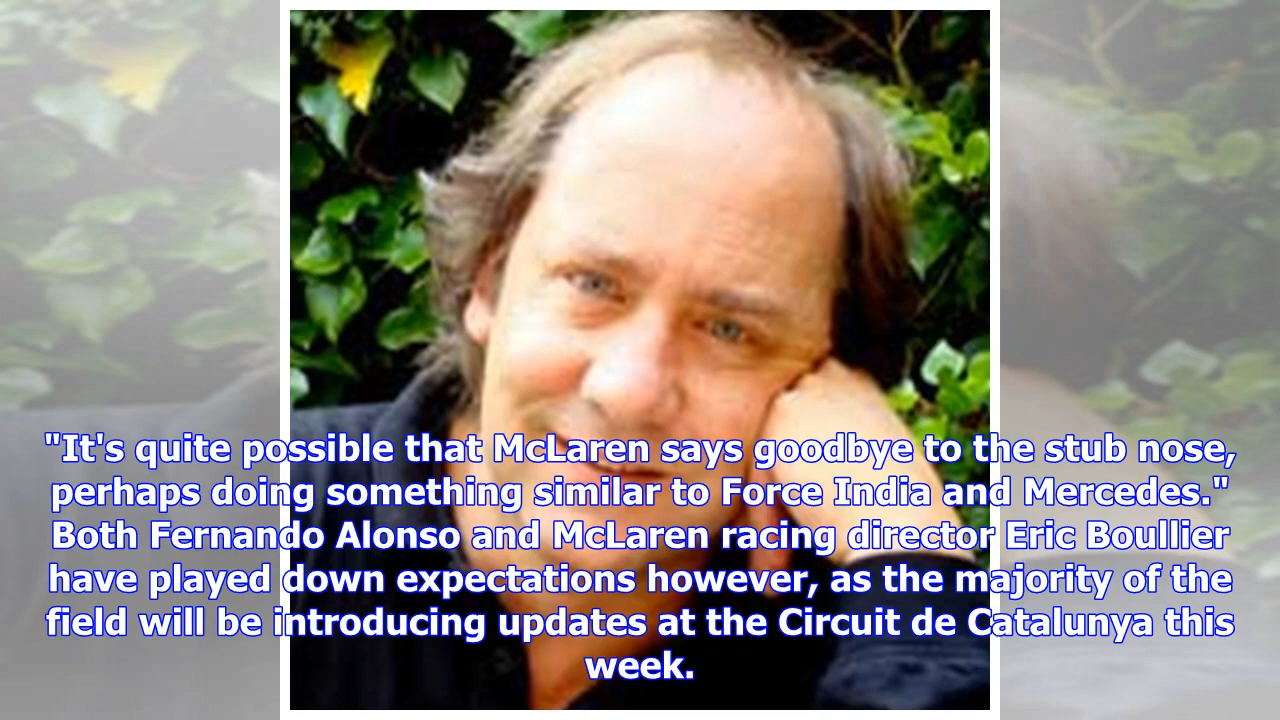 "It's quite possible that McLaren says goodbye to the stub nose,
perhaps doing something similar to Force India and Mercedes."
Both Fernando Alonso and McLaren racing director Eric Boullier
have played down expectations however, as the majority of the
field will be introducing updates at the Circuit de Catalunya this
week.